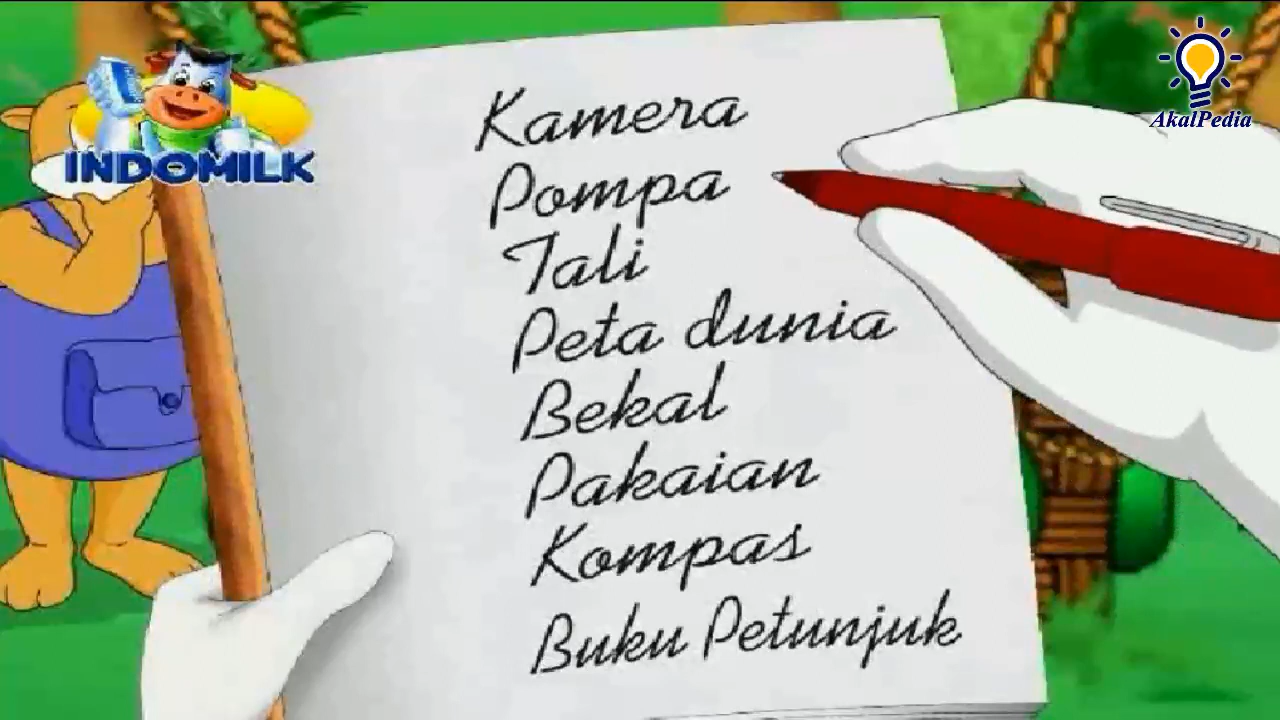 INDOMILK
AkalPedia
Kamera
Pompa
Tali
Peta dunia
Bekal
Pakaian
Kompas
Buku Petunjuk